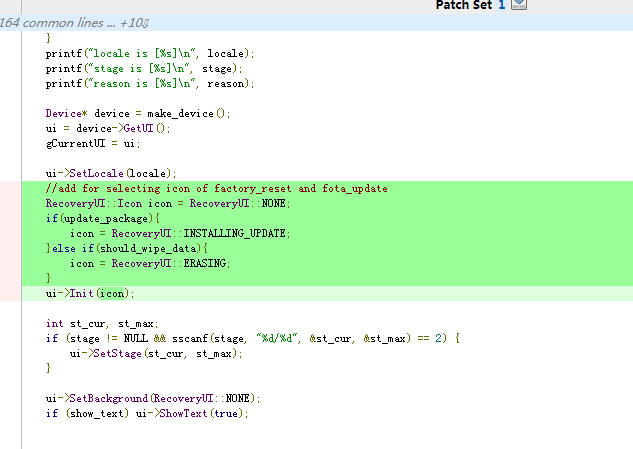 Patch Set 1
164 common lines ... +10
}
printf("locale is [%s]\n", locale);
printf("stage is [%s]\n", stage);
printf("reason is [%s]\n", reason);
Device* device = make_device();
ui = device->GetUI();
gCurrentUI = ui;
ui->SetLocale(locale);
//add for selecting icon of factory_reset and fota_update
RecoveryUI::Icon icon = RecoveryUI::NONE;
if(update_package){
icon = RecoveryUI::INSTALLING_UPDATE;
}else if(should_wipe_data){
icon = RecoveryUI::ERASING;
}
ui->Init(icon);
int st_cur, st_max;
if (stage != NULL && sscanf(stage, "%d/%d", &st_cur, &st_max) == 2) {
ui->SetStage(st_cur, st_max);
}
ui->SetBackground(RecoveryUI::NONE);
if (show_text) ui->ShowText(true);